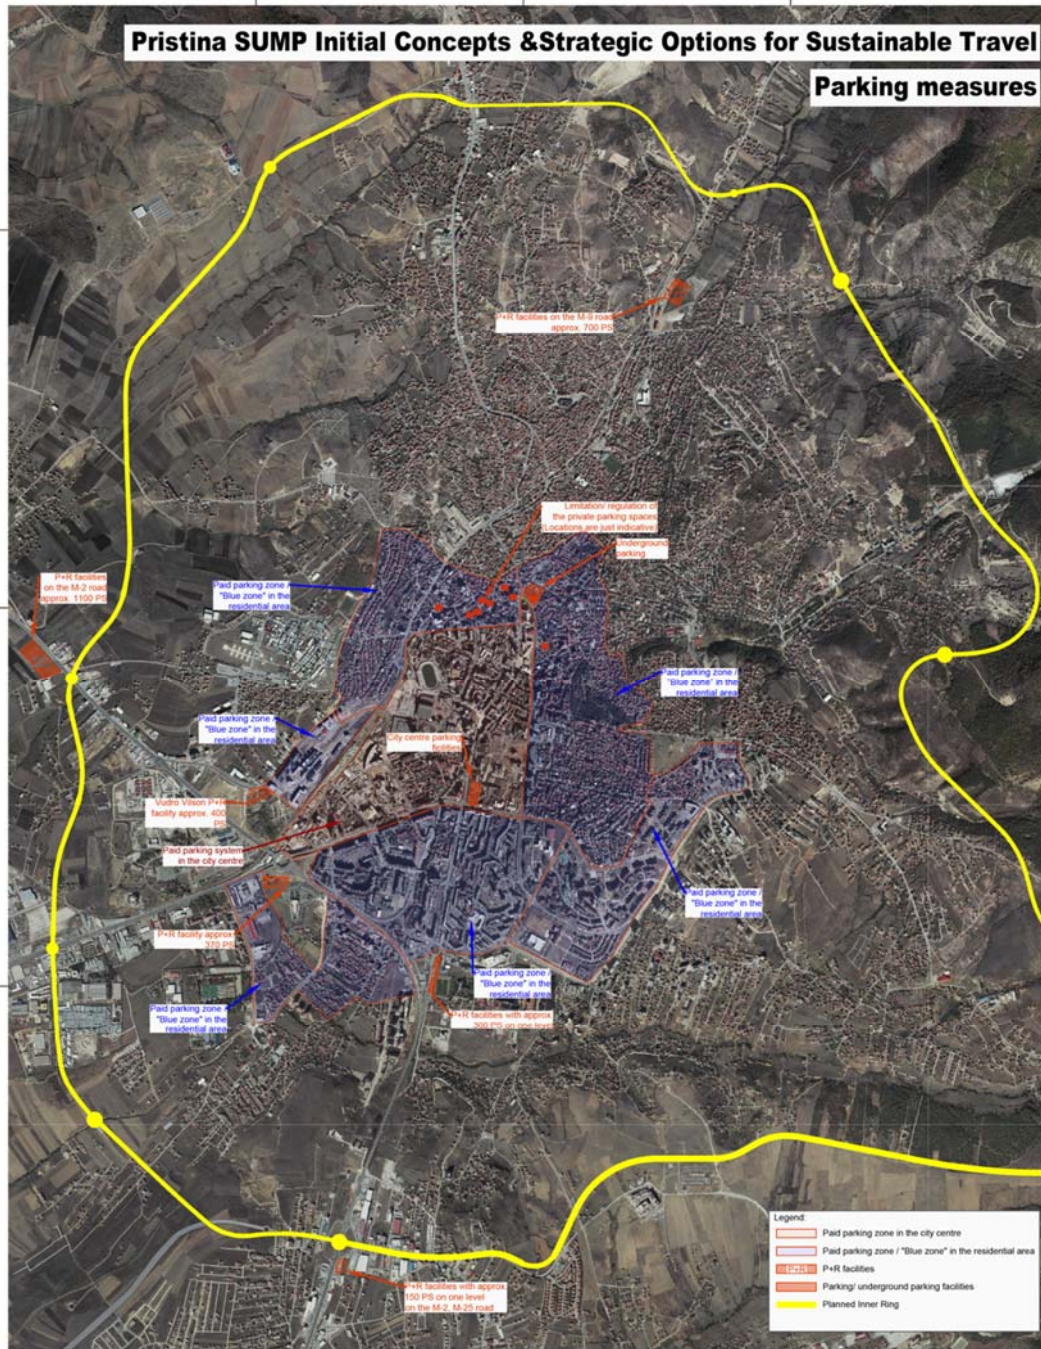 Pristina SUMP Initial Concepts &Strategic Options for Sustainable Travel
Parking measures
P+R facilities on the M-9 road
approx. 700 PS
Limitation/ regulation of
the private parking spaces
(Locations are just indicative)
Underground
parking
P+R facilities
on the M-2 road
approx. 1100 PS
Paid parking zone /
"Blue zone" in the
residential area
Paid parking zone /
"Blue zone" in the
residential area
Paid parking zone /
"Blue zone" in the
residential area
City centre parking
ficilities
Vudro Vilson P+R
facility approx. 400
PS
Paid parking system
in the city centre
Paid parking zone /
"Blue zone" in the
residential area
P+R facility approx.
370 PS
Paid parking zone /
"Blue zone" in the
residential area
Paid parking zone /
"Blue zone" in the
residential area
P+R facilities with approx.
300 PS on one level
P+R facilities with approx.
150 PS on one level
on the M-2, M-25 road
Legend:
Paid parking zone in the city centre
Paid parking zone / "Blue zone" in the residential area
P+R P+R facilities
Parking/ underground parking facilities
Planned Inner Ring